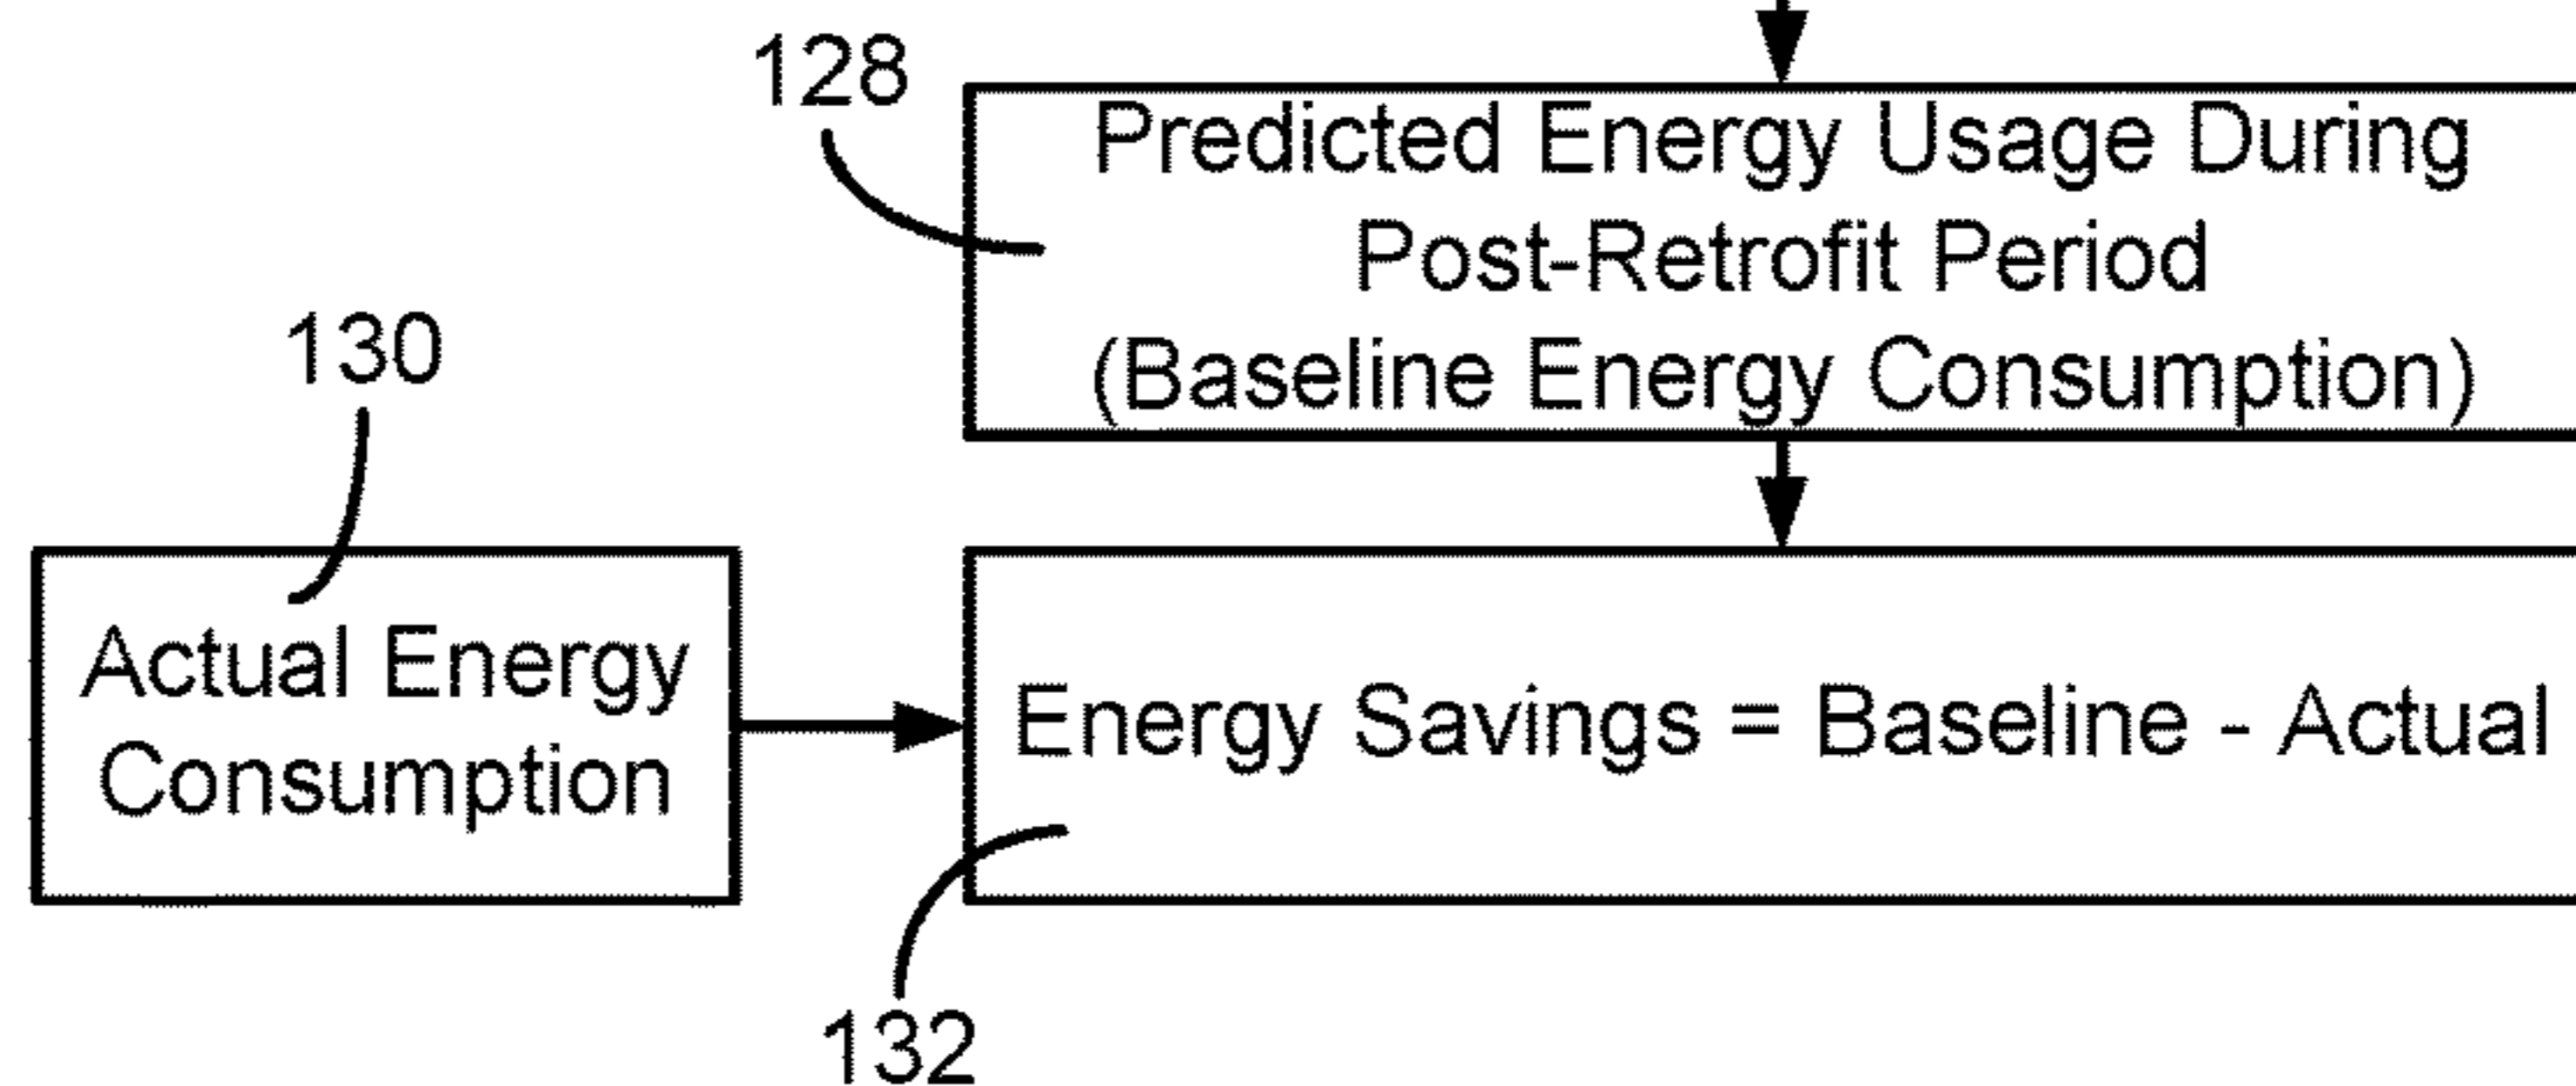 128
Predicted Energy Usage During
Post-Retrofit Period
(Baseline Energy Consumption)
130
Actual Energy
Consumption
Energy Savings = Baseline - Actual
132